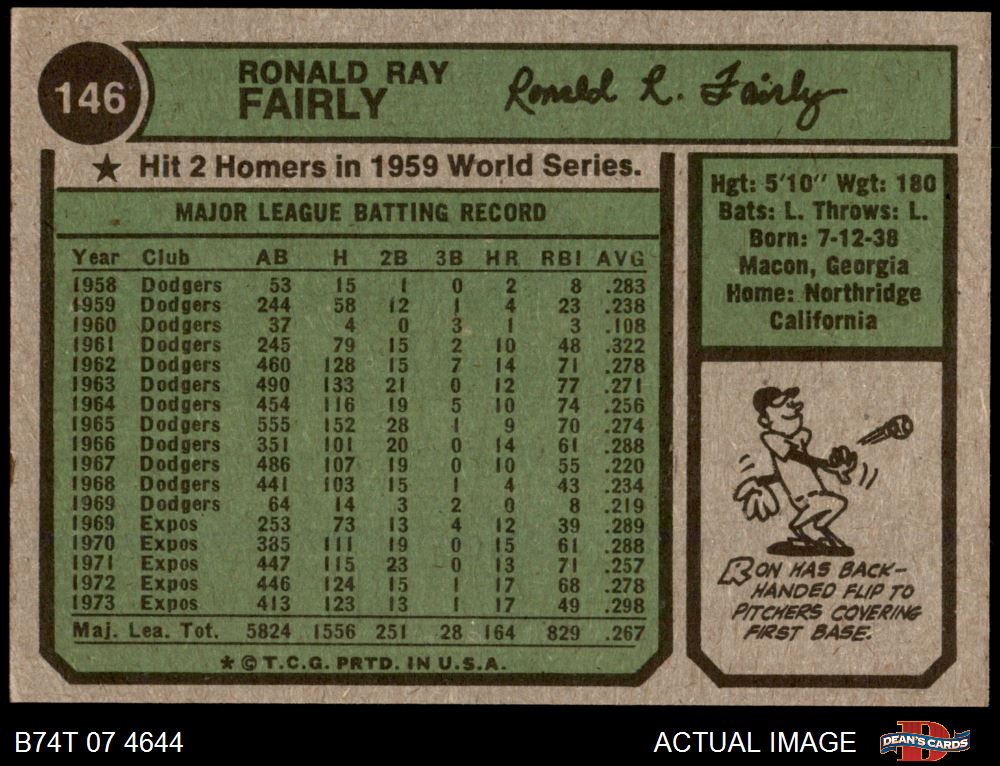 146
RONALD RAY
FAIRLY
Ronald R. Fairly
★ Hit 2 Homers in 1959 World Series.
MAJOR LEAGUE BATTING RECORD
Year Club AB H 2B 3B HR RBI AVG
1958 Dodgers 53 15 1 0 2 8 .283
1959 Dodgers 244 58 12 1 4 23 .238
1960 Dodgers 37 4 0 3 1 3 .108
1961 Dodgers 245 79 15 2 10 48 .322
1962 Dodgers 460 128 15 7 14 71 .278
1963 Dodgers 490 133 21 0 12 77 .271
1964 Dodgers 454 116 19 5 10 74 .256
1965 Dodgers 555 152 28 1 9 70 .274
1966 Dodgers 351 101 20 0 14 61 .288
1967 Dodgers 486 107 19 0 10 55 .220
1968 Dodgers 441 103 15 1 4 43 .234
1969 Dodgers 64 14 3 2 0 8 .219
1969 Expos 253 73 13 4 12 39 .289
1970 Expos 385 111 19 0 15 61 .288
1971 Expos 447 115 23 0 13 71 .257
1972 Expos 446 124 15 1 17 68 .278
1973 Expos 413 123 13 1 17 49 .298
Maj. Lea. Tot. 5824 1556 251 28 164 829 .267
* © T.C.G. PRTD. IN U.S.A.
Hgt: 5'10" Wgt: 180
Bats: L. Throws: L.
Born: 7-12-38
Macon, Georgia
Home: Northridge
California
RON HAS BACK-
HANDED FLIP TO
PITCHERS COVERING
FIRST BASE.
B74T 07 4644
ACTUAL IMAGE
DEAN'S CARDS